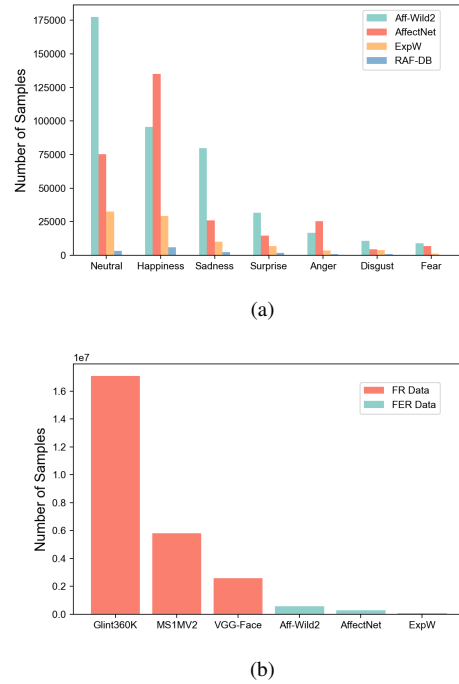 175000
150000
125000
100000
75000
50000
25000
0
Number of Samples
Aff-Wild2
AffectNet
ExpW
RAF-DB
Neutral Happiness Sadness Surprise Anger Disgust Fear
(a)
1e7
1.6
1.4
1.2
1.0
0.8
0.6
0.4
0.2
0.0
Number of Samples
FR Data
FER Data
Glint360K MS1MV2 VGG-Face Aff-Wild2 AffectNet ExpW
(b)